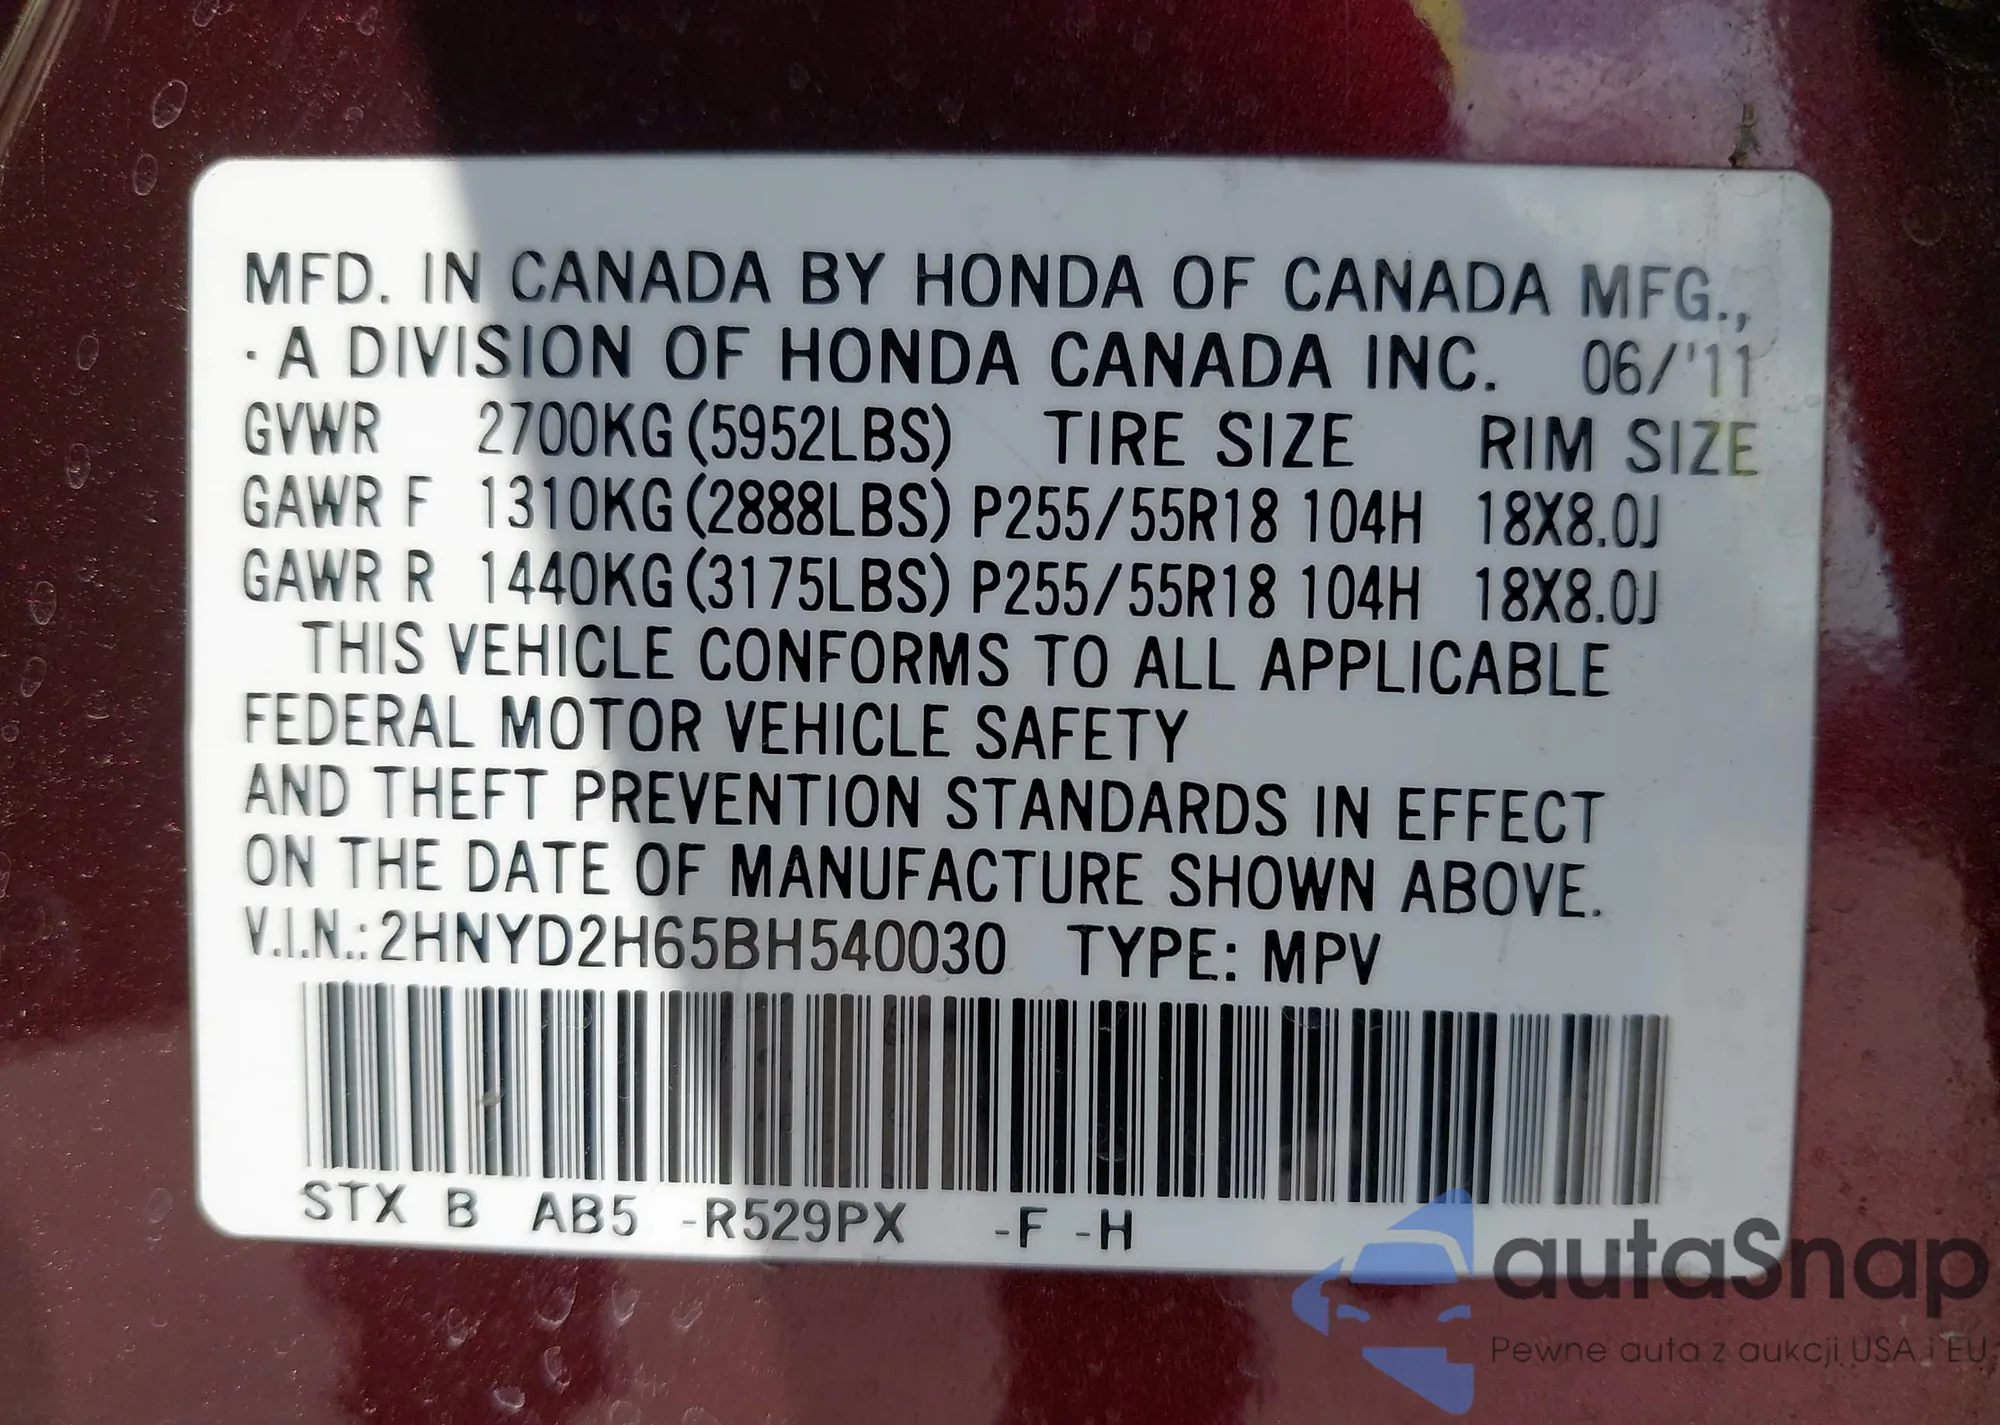 MFD. IN CANADA BY HONDA OF CANADA MFG.,
· A DIVISION OF HONDA CANADA INC. 06/'11
GVWR 2700KG (5952LBS) TIRE SIZE RIM SIZE
GAWR F 1310KG (2888LBS) P255/55R18 104H 18X8.0J
GAWR R 1440KG (3175LBS) P255/55R18 104H 18X8.0J
THIS VEHICLE CONFORMS TO ALL APPLICABLE
FEDERAL MOTOR VEHICLE SAFETY
AND THEFT PREVENTION STANDARDS IN EFFECT
ON THE DATE OF MANUFACTURE SHOWN ABOVE.
V.I.N.: 2HNYD2H65BH540030 TYPE: MPV
STX B AB5 -R529PX -F -H
autaSnap
Pewne auta z aukcji USA i EU